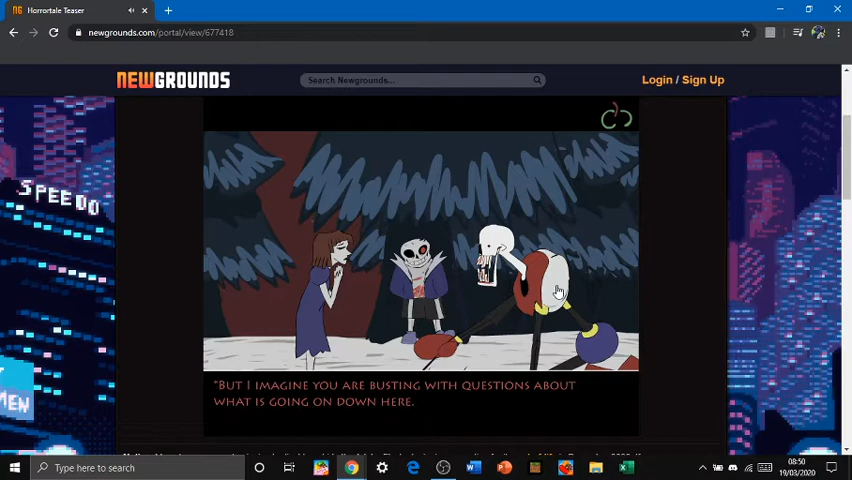 Horrortale Teaser
newgrounds.com/portal/view/677418
NEWGROUNDS
Search Newgrounds...
Login / Sign Up
SPEEDO
MEN
"BUT I IMAGINE YOU ARE BUSTING WITH QUESTIONS ABOUT
WHAT IS GOING ON DOWN HERE.
Type here to search
08:50
19/03/2020